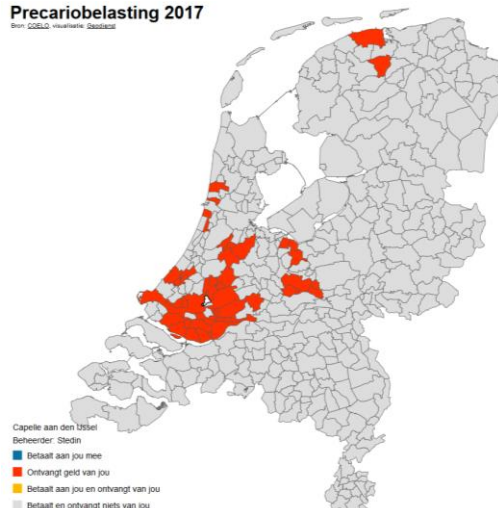 Precariobelasting 2017
Bron: COELO, visualisatie: Geodienst
Capelle aan den IJssel
Beheerder: Stedin
Betaalt aan jou mee
Ontvangt geld van jou
Betaalt aan jou en ontvangt van jou
Betaalt en ontvangt niets van jou